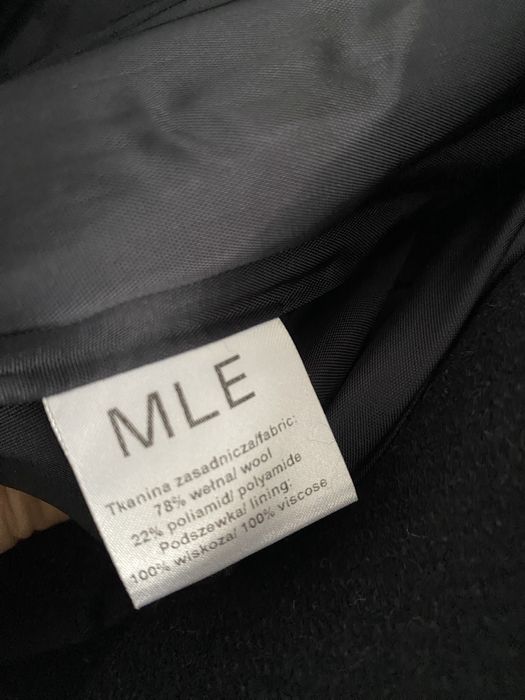 MLE
Tkanina zasadnicza/fabric:
78% wełna/ wool
22% poliamid/ polyamide
Podszewka/ lining:
100% wiskoza/ 100% viscose